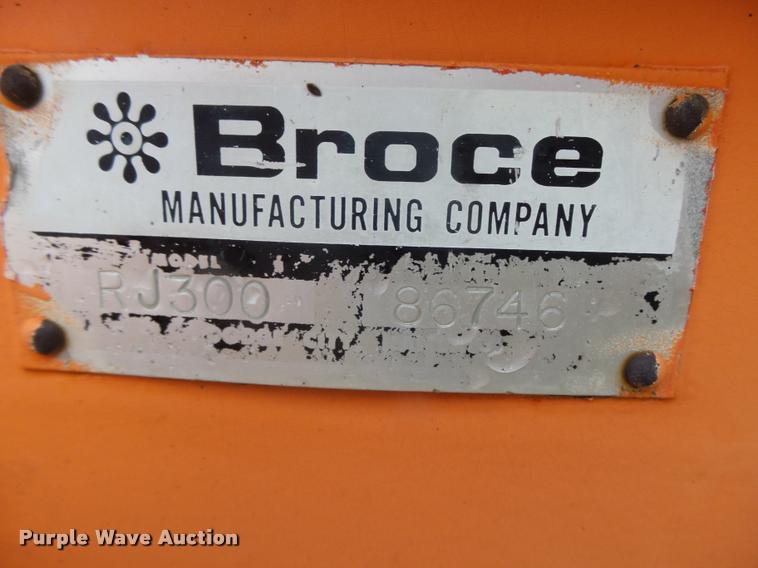 Broce
MANUFACTURING COMPANY
MODEL
RJ300 86746
Purple Wave Auction